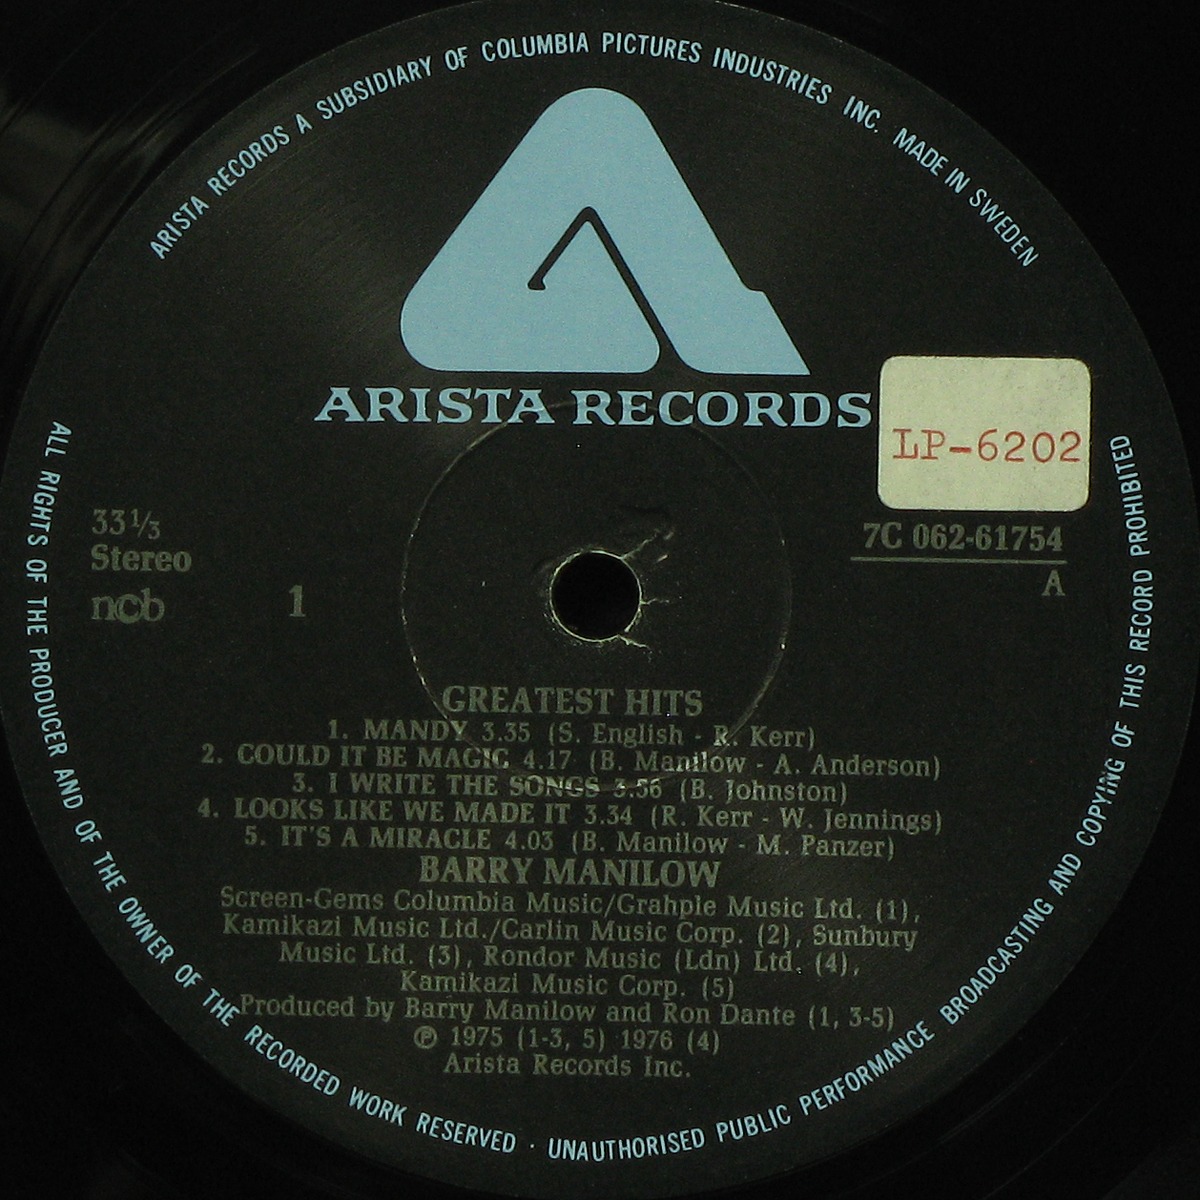 ARISTA RECORDS A SUBSIDIARY OF COLUMBIA PICTURES INDUSTRIES INC. MADE IN SWEDEN
ARISTA RECORDS
LP-6202
33 1/3
Stereo
ncb
1
7C 062-61754
A
GREATEST HITS
1. MANDY 3.35 (S. English - R. Kerr)
2. COULD IT BE MAGIC 4.17 (B. Manilow - A. Anderson)
3. I WRITE THE SONGS 3.56 (B. Johnston)
4. LOOKS LIKE WE MADE IT 3.34 (R. Kerr - W. Jennings)
5. IT'S A MIRACLE 4.03 (B. Manilow - M. Panzer)
BARRY MANILOW
Screen-Gems Columbia Music/Grahple Music Ltd. (1),
Kamikazi Music Ltd./Carlin Music Corp. (2), Sunbury
Music Ltd. (3), Rondor Music (Ldn) Ltd. (4),
Kamikazi Music Corp. (5)
Produced by Barry Manilow and Ron Dante (1, 3-5)
℗ 1975 (1-3, 5) 1976 (4)
Arista Records Inc.
ALL RIGHTS OF THE PRODUCER AND OF THE OWNER OF THE RECORDED WORK RESERVED · UNAUTHORISED PUBLIC PERFORMANCE BROADCASTING AND COPYING OF THIS RECORD PROHIBITED